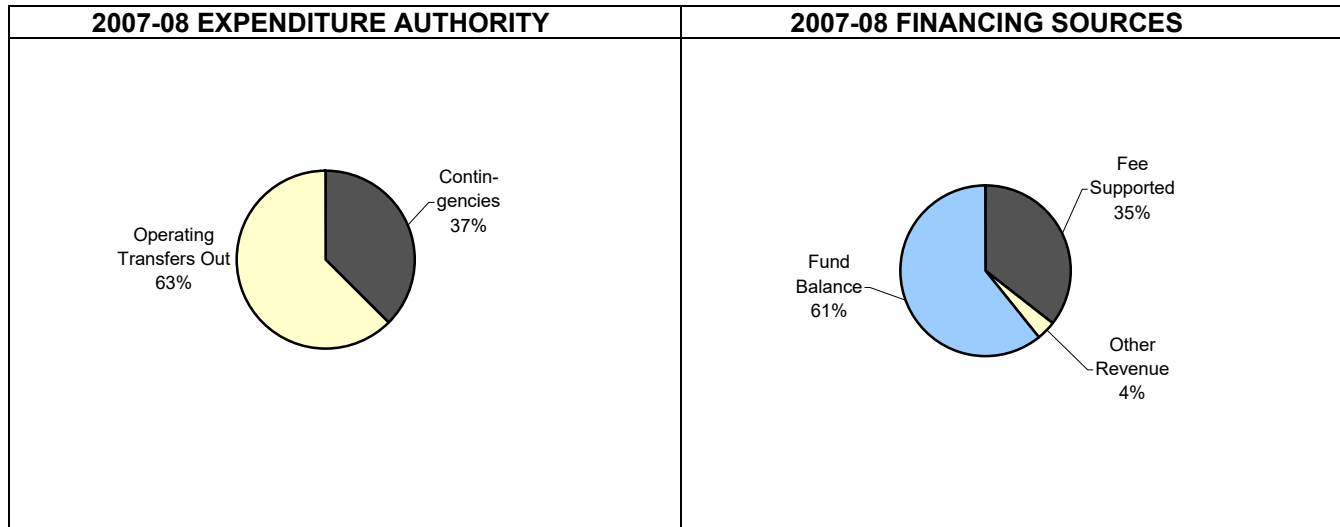 2007-08 EXPENDITURE AUTHORITY
2007-08 FINANCING SOURCES
Contin-
gencies
37%
Operating
Transfers Out
63%
Fee
Supported
35%
Fund
Balance
61%
Other
Revenue
4%